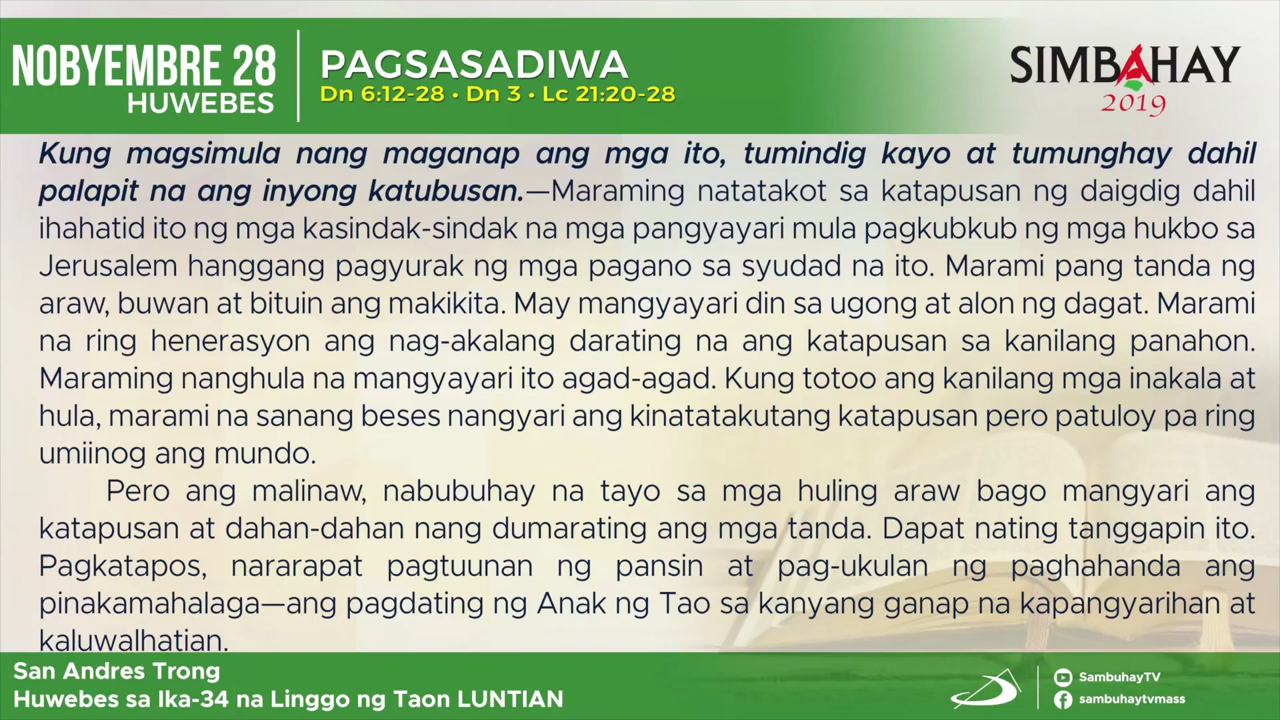 NOBYEMBRE 28
HUWEBES
PAGSASADIWA
Dn 6:12-28 • Dn 3 • Lc 21:20-28
SIMBAHAY
2019
Kung magsimula nang maganap ang mga ito, tumindig kayo at tumunghay dahil
palapit na ang inyong katubusan.—Maraming natatakot sa katapusan ng daigdig dahil
ihahatid ito ng mga kasindak-sindak na mga pangyayari mula pagkubkub ng mga hukbo sa
Jerusalem hanggang pagyurak ng mga pagano sa syudad na ito. Marami pang tanda ng
araw, buwan at bituin ang makikita. May mangyayari din sa ugong at alon ng dagat. Marami
na ring henerasyon ang nag-akalang darating na ang katapusan sa kanilang panahon.
Maraming nanghula na mangyayari ito agad-agad. Kung totoo ang kanilang mga inakala at
hula, marami na sanang beses nangyari ang kinatatakutang katapusan pero patuloy pa ring
umiinog ang mundo.
Pero ang malinaw, nabubuhay na tayo sa mga huling araw bago mangyari ang
katapusan at dahan-dahan nang dumarating ang mga tanda. Dapat nating tanggapin ito.
Pagkatapos, nararapat pagtuunan ng pansin at pag-ukulan ng paghahanda ang
pinakamahalaga—ang pagdating ng Anak ng Tao sa kanyang ganap na kapangyarihan at
kaluwalhatian.
San Andres Trong
Huwebes sa Ika-34 na Linggo ng Taon LUNTIAN
SambuhayTV
sambuhaytvmass